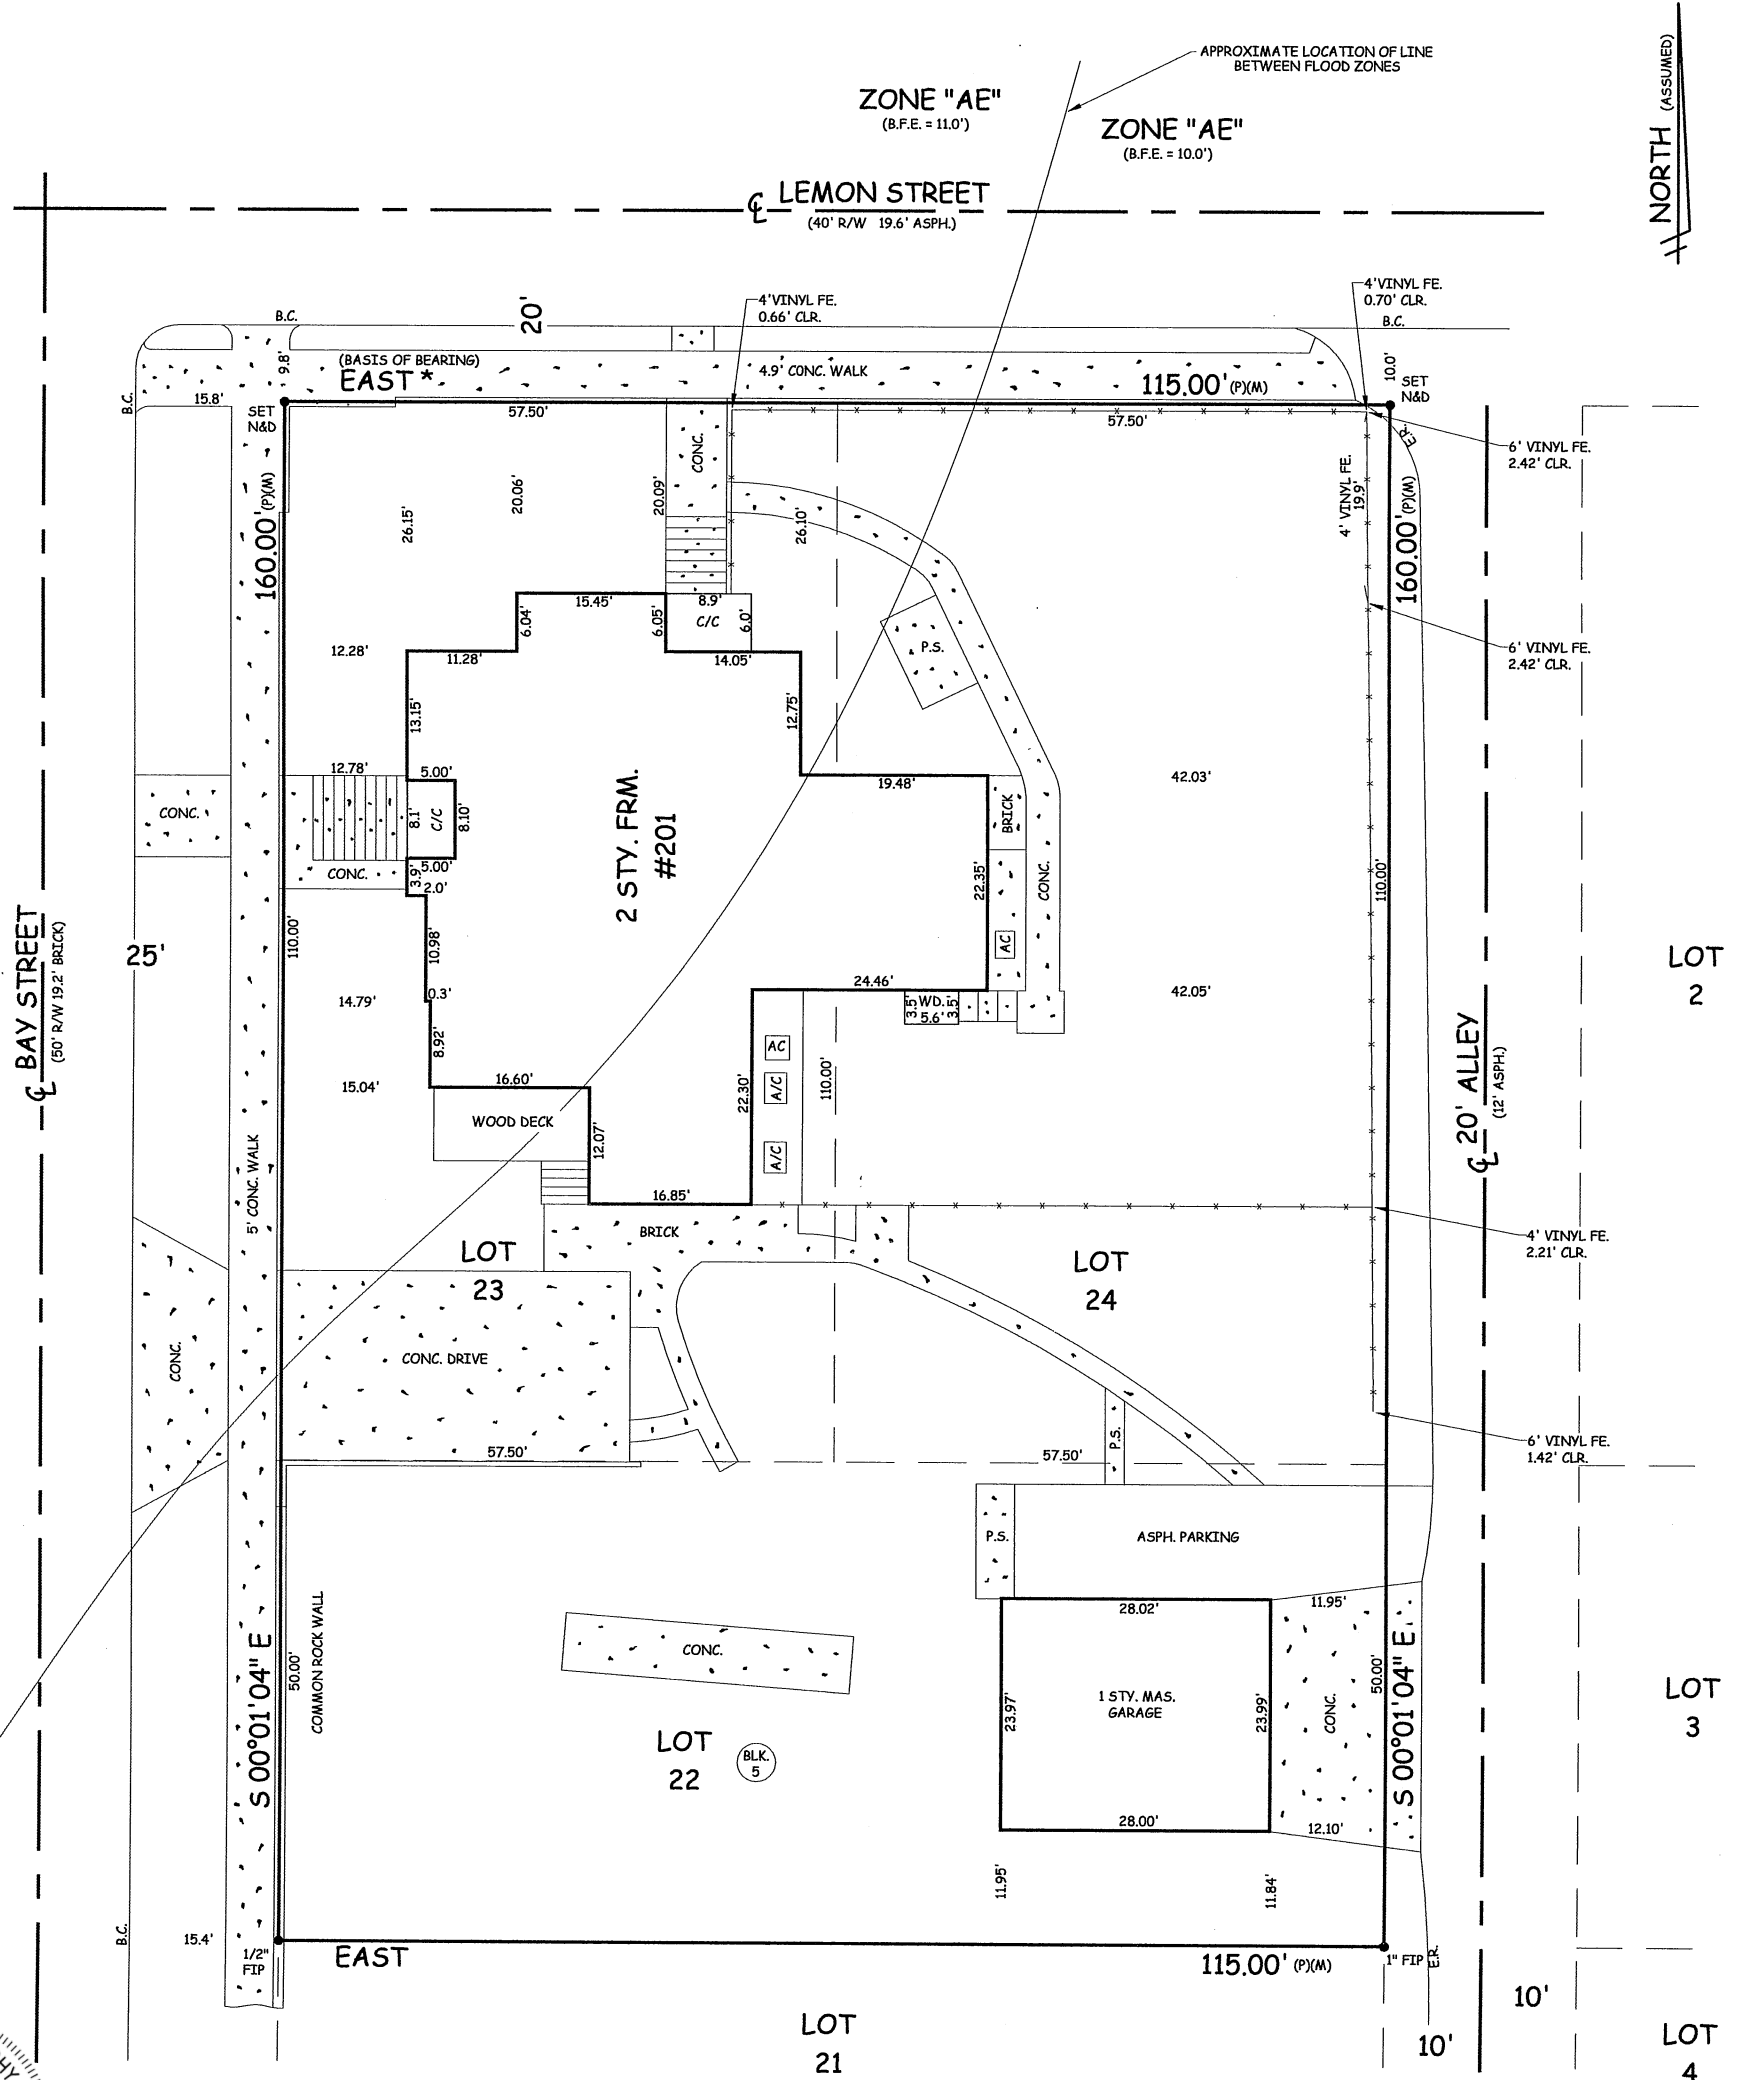 APPROXIMATE LOCATION OF LINE
BETWEEN FLOOD ZONES
ZONE "AE"
(B.F.E. = 11.0')
ZONE "AE"
(B.F.E. = 10.0')
NORTH (ASSUMED)
℄ LEMON STREET
(40' R/W 19.6' ASPH.)
4'VINYL FE.
0.66' CLR.
4'VINYL FE.
0.70' CLR.
B.C.
B.C.
20'
9.8'
10.0'
(BASIS OF BEARING)
EAST *
4.9' CONC. WALK
115.00' (P)(M)
SET
N&D
B.C.
15.8'
SET
N&D
57.50'
57.50'
E.R.
6' VINYL FE.
2.42' CLR.
160.00' (P)(M)
26.15'
20.06'
20.09'
CONC.
26.10'
4' VINYL FE.
19.9'
160.00' (P)(M)
15.45'
8.9'
C/C
6.04'
6.05'
6.0'
P.S.
6' VINYL FE.
2.42' CLR.
12.28'
11.28'
14.05'
13.15'
12.75'
12.78'
5.00'
19.48'
42.03'
CONC.
8.1'
C/C
8.10'
2 STY. FRM.
#201
BRICK
CONC.
CONC.
3.9'
5.00'
2.0'
22.35'
110.00'
110.00'
10.98'
AC
25'
℄ BAY STREET
(50' R/W 19.2' BRICK)
LOT
2
14.79'
0.3'
24.46'
3.5'
WD.
5.6'
3.5'
42.05'
8.92'
AC
A/C
A/C
110.00'
15.04'
16.60'
22.30'
WOOD DECK
12.07'
℄ 20' ALLEY
(12' ASPH.)
5' CONC. WALK
16.85'
BRICK
4' VINYL FE.
2.21' CLR.
LOT
23
LOT
24
CONC.
CONC. DRIVE
57.50'
57.50'
P.S.
6' VINYL FE.
1.42' CLR.
P.S.
ASPH. PARKING
28.02'
11.95'
COMMON ROCK WALL
50.00'
S 00°01'04" E
CONC.
1 STY. MAS.
GARAGE
23.97'
23.99'
CONC.
50.00'
S 00°01'04" E
LOT
3
LOT
22
BLK.
5
28.00'
12.10'
11.95'
11.84'
B.C.
15.4'
1/2"
FIP
EAST
115.00' (P)(M)
1" FIP
E.R.
10'
10'
LOT
21
LOT
4